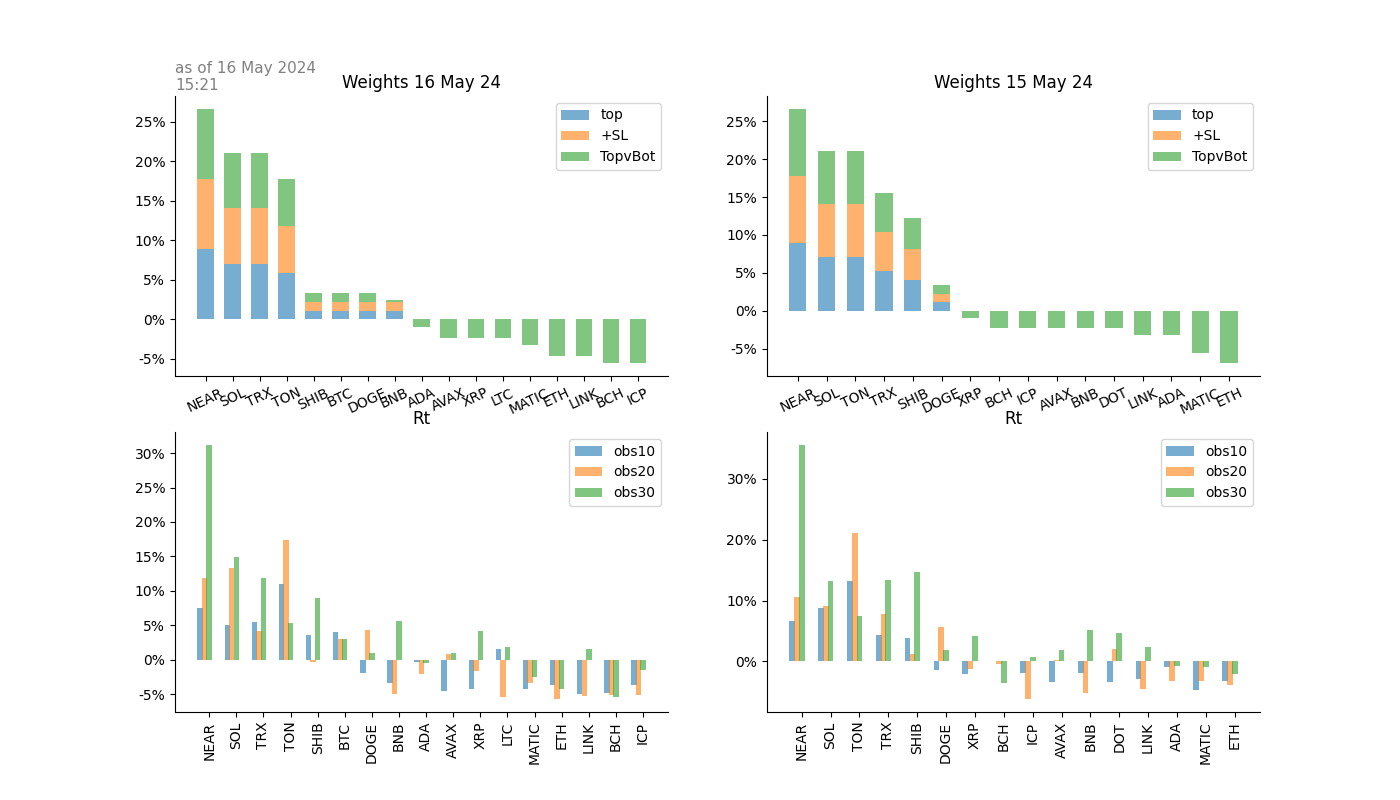 as of 16 May 2024
15:21
Weights 16 May 24
25%
20%
15%
10%
5%
0%
-5%
top
+SL
TopvBot
NEAR SOL TRX TON SHIB BTC DOGE BNB ADA AVAX XRP LTC MATIC ETH LINK BCH ICP
Weights 15 May 24
25%
20%
15%
10%
5%
0%
-5%
top
+SL
TopvBot
NEAR SOL TON TRX SHIB DOGE XRP BCH ICP AVAX BNB DOT LINK ADA MATIC ETH
Rt
30%
25%
20%
15%
10%
5%
0%
-5%
obs10
obs20
obs30
NEAR SOL TRX TON SHIB BTC DOGE BNB ADA AVAX XRP LTC MATIC ETH LINK BCH ICP
Rt
30%
20%
10%
0%
obs10
obs20
obs30
NEAR SOL TON TRX SHIB DOGE XRP BCH ICP AVAX BNB DOT LINK ADA MATIC ETH